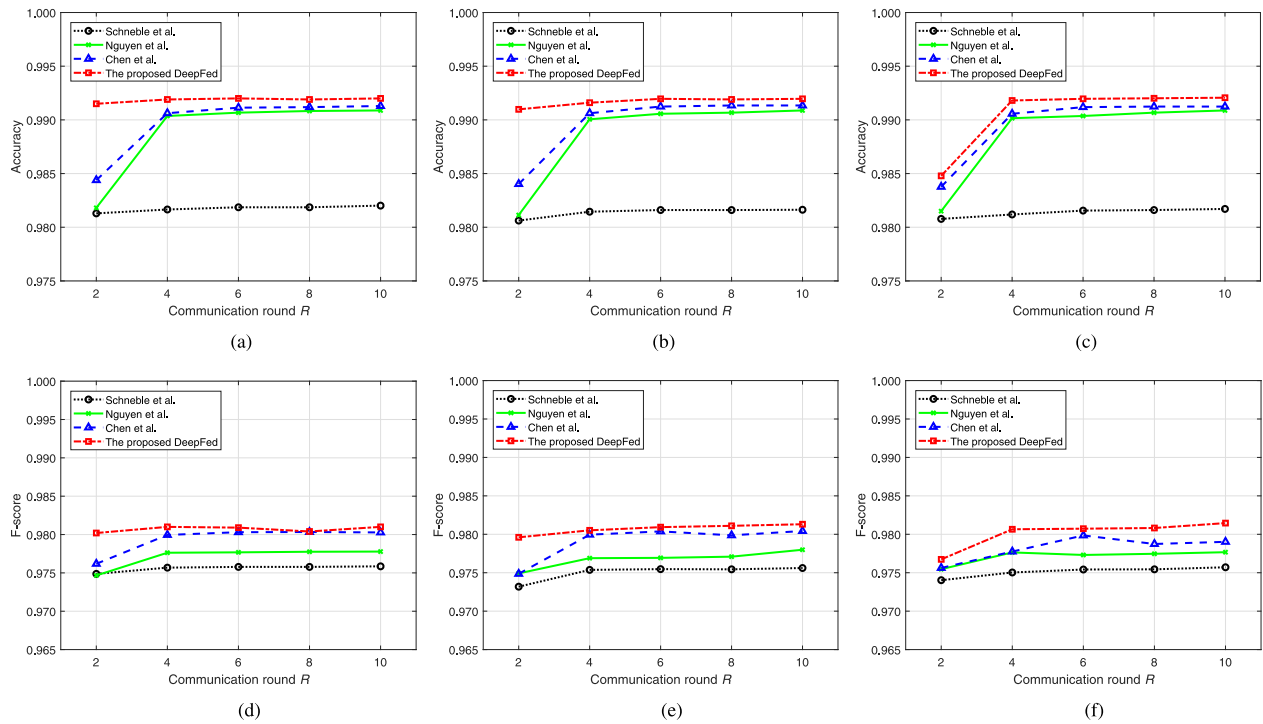 1.000
0.995
0.990
0.985
0.980
0.975
Accuracy
Schneble et al.
Nguyen et al.
Chen et al.
The proposed DeepFed
2 4 6 8 10
Communication round R
(a)
1.000
0.995
0.990
0.985
0.980
0.975
Accuracy
Schneble et al.
Nguyen et al.
Chen et al.
The proposed DeepFed
2 4 6 8 10
Communication round R
(b)
1.000
0.995
0.990
0.985
0.980
0.975
Accuracy
Schneble et al.
Nguyen et al.
Chen et al.
The proposed DeepFed
2 4 6 8 10
Communication round R
(c)
1.000
0.995
0.990
0.985
0.980
0.975
0.970
0.965
F-score
Schneble et al.
Nguyen et al.
Chen et al.
The proposed DeepFed
2 4 6 8 10
Communication round R
(d)
1.000
0.995
0.990
0.985
0.980
0.975
0.970
0.965
F-score
Schneble et al.
Nguyen et al.
Chen et al.
The proposed DeepFed
2 4 6 8 10
Communication round R
(e)
1.000
0.995
0.990
0.985
0.980
0.975
0.970
0.965
F-score
Schneble et al.
Nguyen et al.
Chen et al.
The proposed DeepFed
2 4 6 8 10
Communication round R
(f)